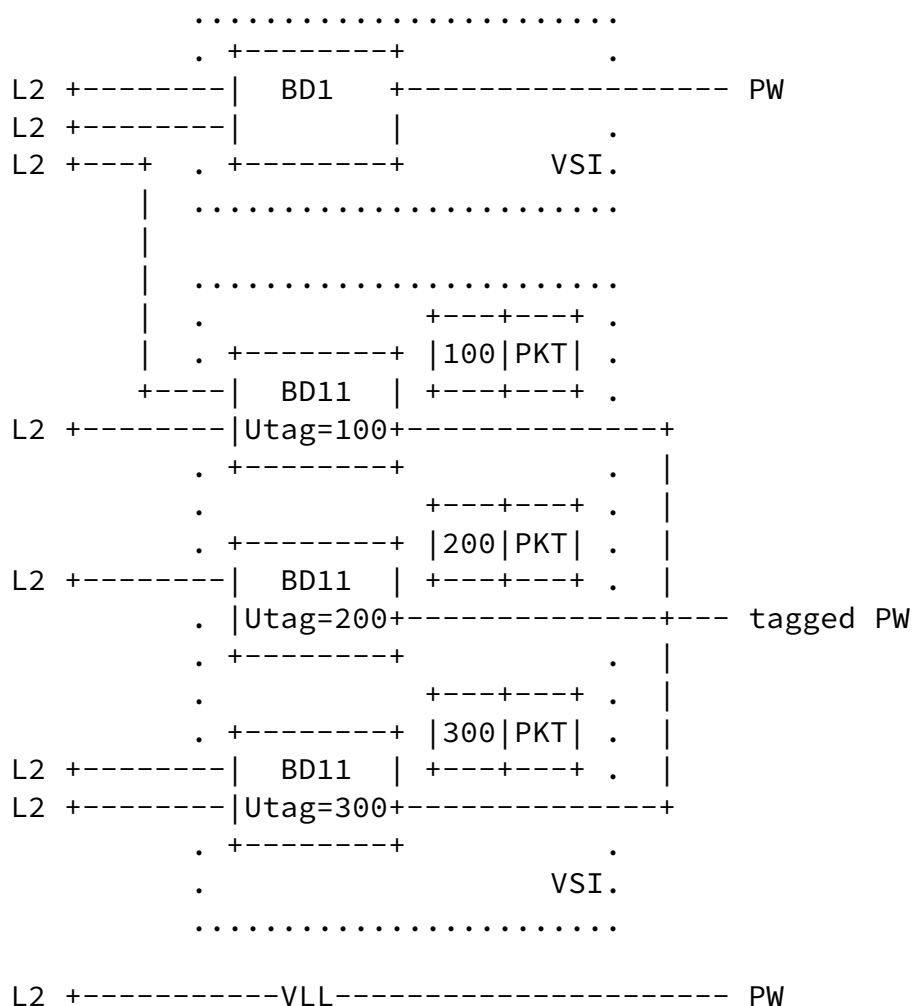 L2 BD1 PW
L2
L2 VSI
100 PKT
BD11
L2 Utag=100
200 PKT
L2 BD11
Utag=200 tagged PW
300 PKT
L2 BD11
L2 Utag=300
VSI
L2 VLL PW